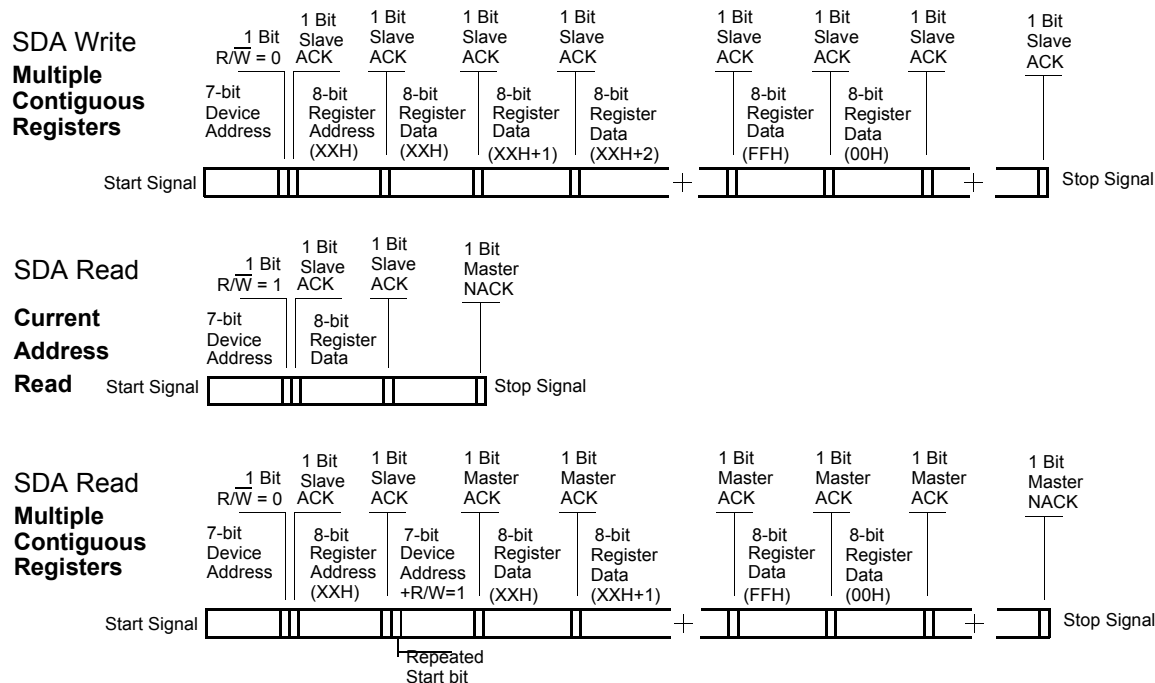 SDA Write
Multiple
Contiguous
Registers
1 Bit
R/W = 0
1 Bit
Slave
ACK
1 Bit
Slave
ACK
1 Bit
Slave
ACK
1 Bit
Slave
ACK
1 Bit
Slave
ACK
1 Bit
Slave
ACK
1 Bit
Slave
ACK
1 Bit
Slave
ACK
7-bit
Device
Address
8-bit
Register
Address
(XXH)
8-bit
Register
Data
(XXH)
8-bit
Register
Data
(XXH+1)
8-bit
Register
Data
(XXH+2)
8-bit
Register
Data
(FFH)
8-bit
Register
Data
(00H)
Start Signal
Stop Signal
SDA Read
Current
Address
Read
1 Bit
R/W = 1
1 Bit
Slave
ACK
1 Bit
Slave
ACK
1 Bit
Master
NACK
7-bit
Device
Address
8-bit
Register
Data
Start Signal
Stop Signal
SDA Read
Multiple
Contiguous
Registers
1 Bit
R/W = 0
1 Bit
Slave
ACK
1 Bit
Slave
ACK
1 Bit
Master
ACK
1 Bit
Master
ACK
1 Bit
Master
ACK
1 Bit
Master
ACK
1 Bit
Master
ACK
1 Bit
Master
NACK
7-bit
Device
Address
8-bit
Register
Address
(XXH)
7-bit
Device
Address
+R/W=1
8-bit
Register
Data
(XXH)
8-bit
Register
Data
(XXH+1)
8-bit
Register
Data
(FFH)
8-bit
Register
Data
(00H)
Start Signal
Stop Signal
Repeated
Start bit